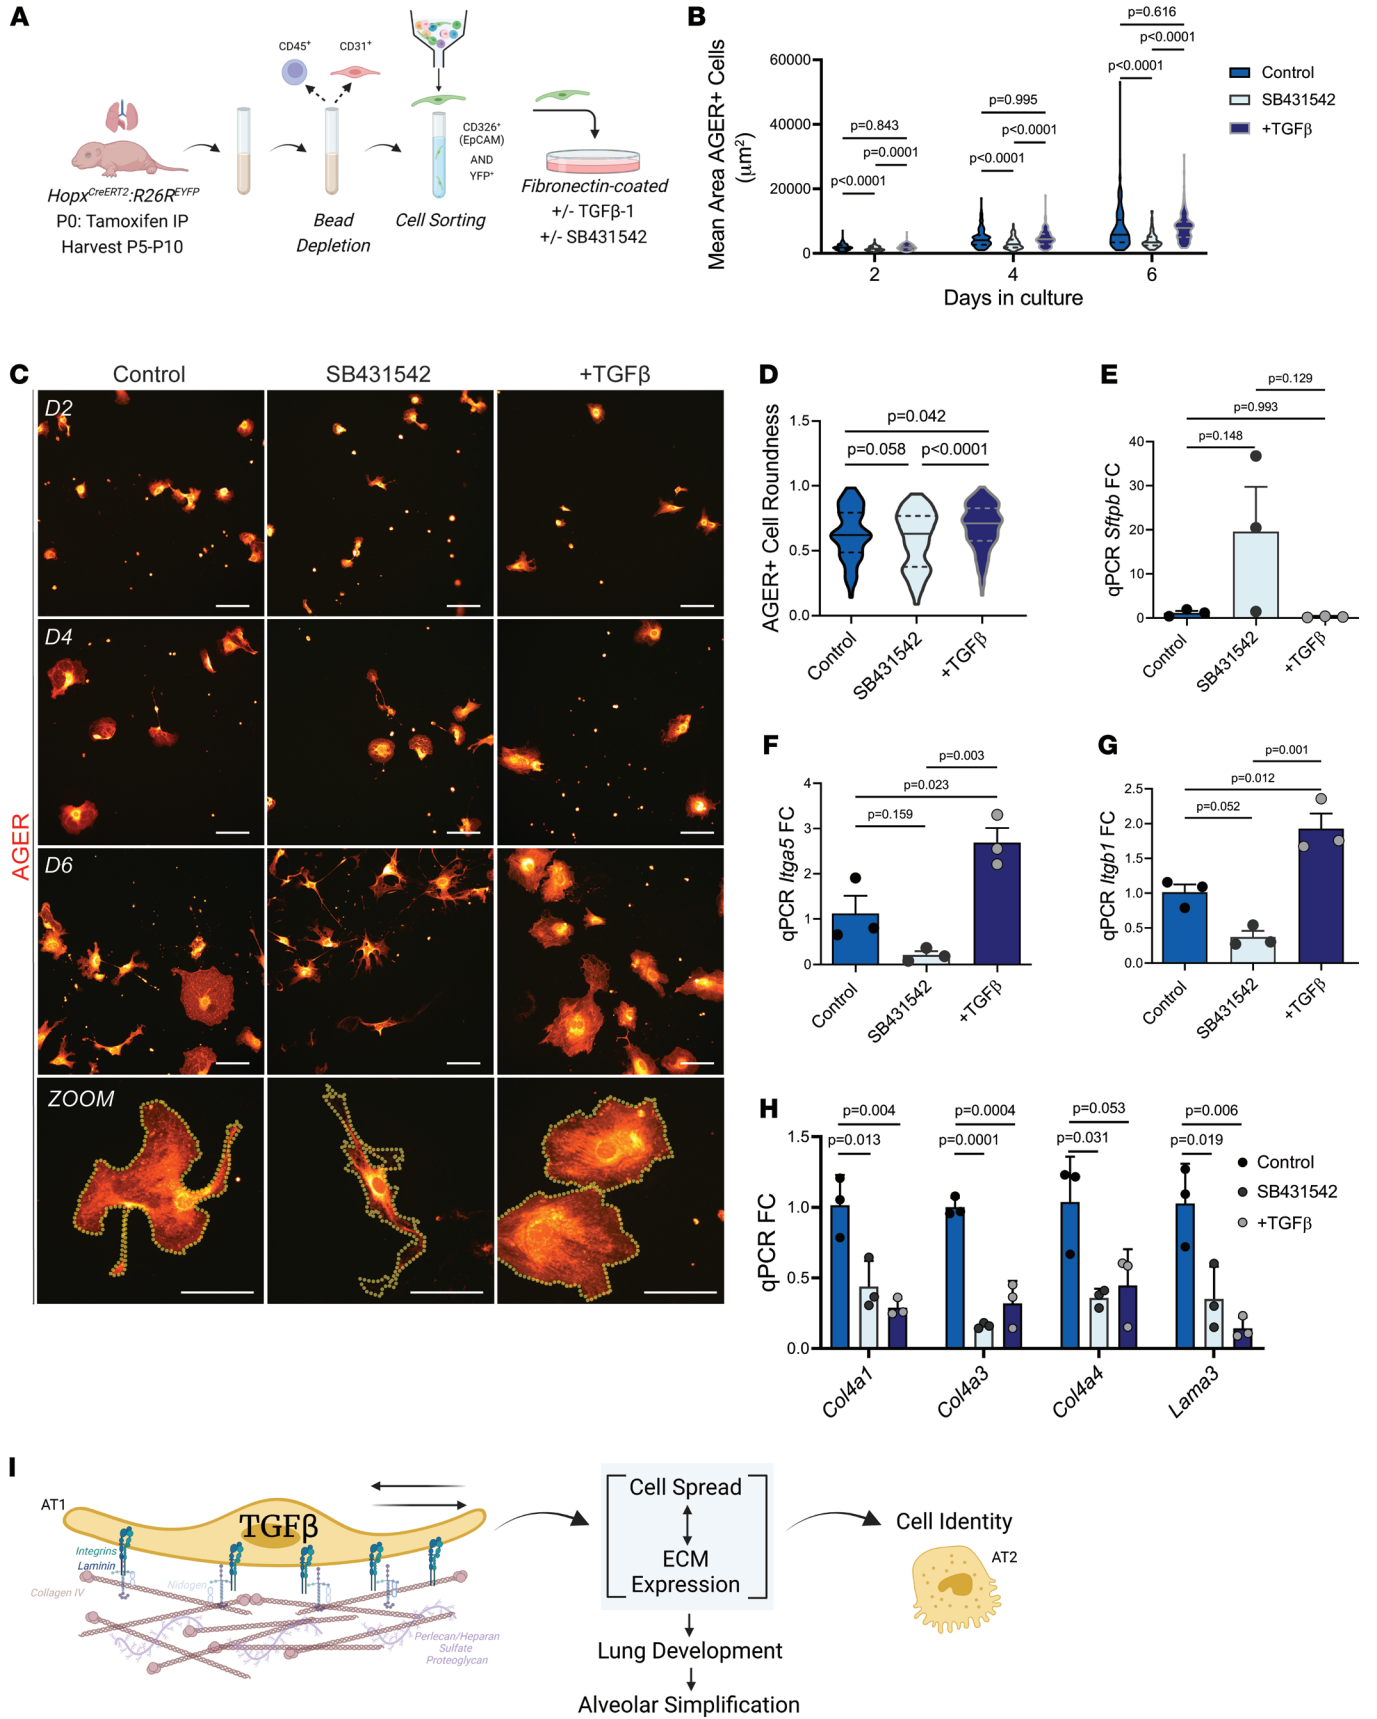 A
CD45+
CD31+
CD326+
(EpCAM)
AND
YFP+
HopxCreERT2:R26REYFP
P0: Tamoxifen IP
Harvest P5-P10
Bead
Depletion
Cell Sorting
Fibronectin-coated
+/- TGFβ-1
+/- SB431542
B
Mean Area AGER+ Cells
(μm2)
60000
40000
20000
0
p=0.843
p=0.0001
p<0.0001
p=0.995
p<0.0001
p<0.0001
p=0.616
p<0.0001
p<0.0001
2
4
6
Days in culture
Control
SB431542
+TGFβ
C
Control
SB431542
+TGFβ
AGER
D2
D4
D6
ZOOM
D
AGER+ Cell Roundness
1.5
1.0
0.5
0.0
p=0.042
p=0.058
p<0.0001
Control
SB431542
+TGFβ
E
qPCR Sftpb FC
40
30
20
10
0
p=0.129
p=0.993
p=0.148
Control
SB431542
+TGFβ
F
qPCR Itga5 FC
4
3
2
1
0
p=0.003
p=0.023
p=0.159
Control
SB431542
+TGFβ
G
qPCR Itgb1 FC
2.5
2.0
1.5
1.0
0.5
0.0
p=0.001
p=0.012
p=0.052
Control
SB431542
+TGFβ
H
qPCR FC
1.5
1.0
0.5
0.0
p=0.004
p=0.013
p=0.0004
p=0.0001
p=0.053
p=0.031
p=0.006
p=0.019
Col4a1
Col4a3
Col4a4
Lama3
Control
SB431542
+TGFβ
I
AT1
TGFβ
Integrins
Laminin
Nidogen
Collagen IV
Perlecan/Heparan
Sulfate
Proteoglycan
Cell Spread
ECM
Expression
Lung Development
Alveolar Simplification
Cell Identity
AT2